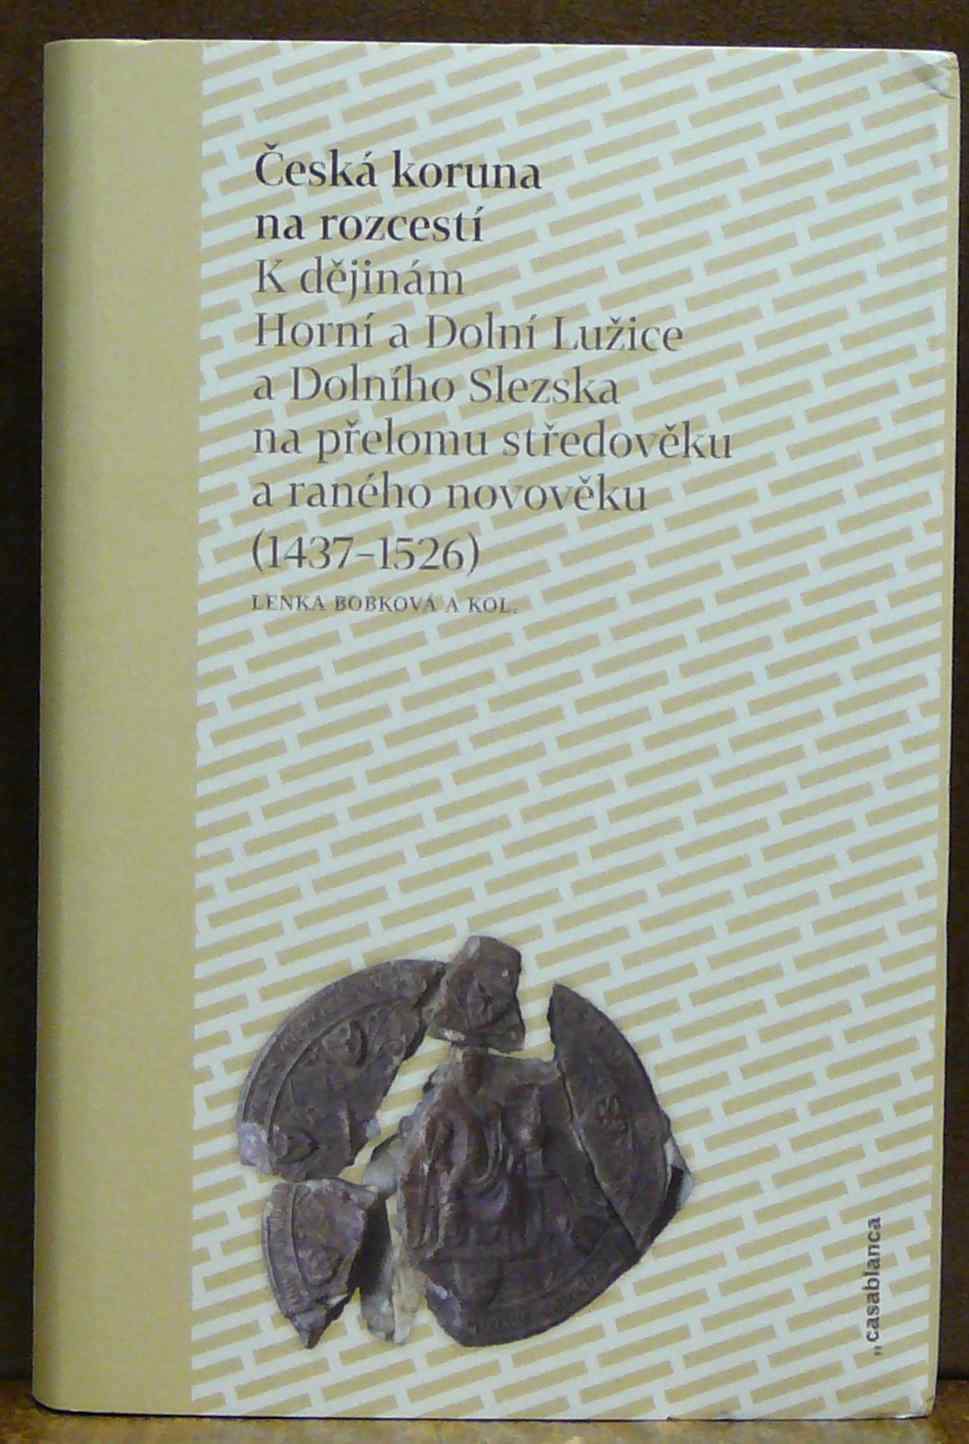 Česká koruna
na rozcestí
K dějinám
Horní a Dolní Lužice
a Dolního Slezska
na přelomu středověku
a raného novověku
(1437–1526)
LENKA BOBKOVÁ A KOL.
„casablanca